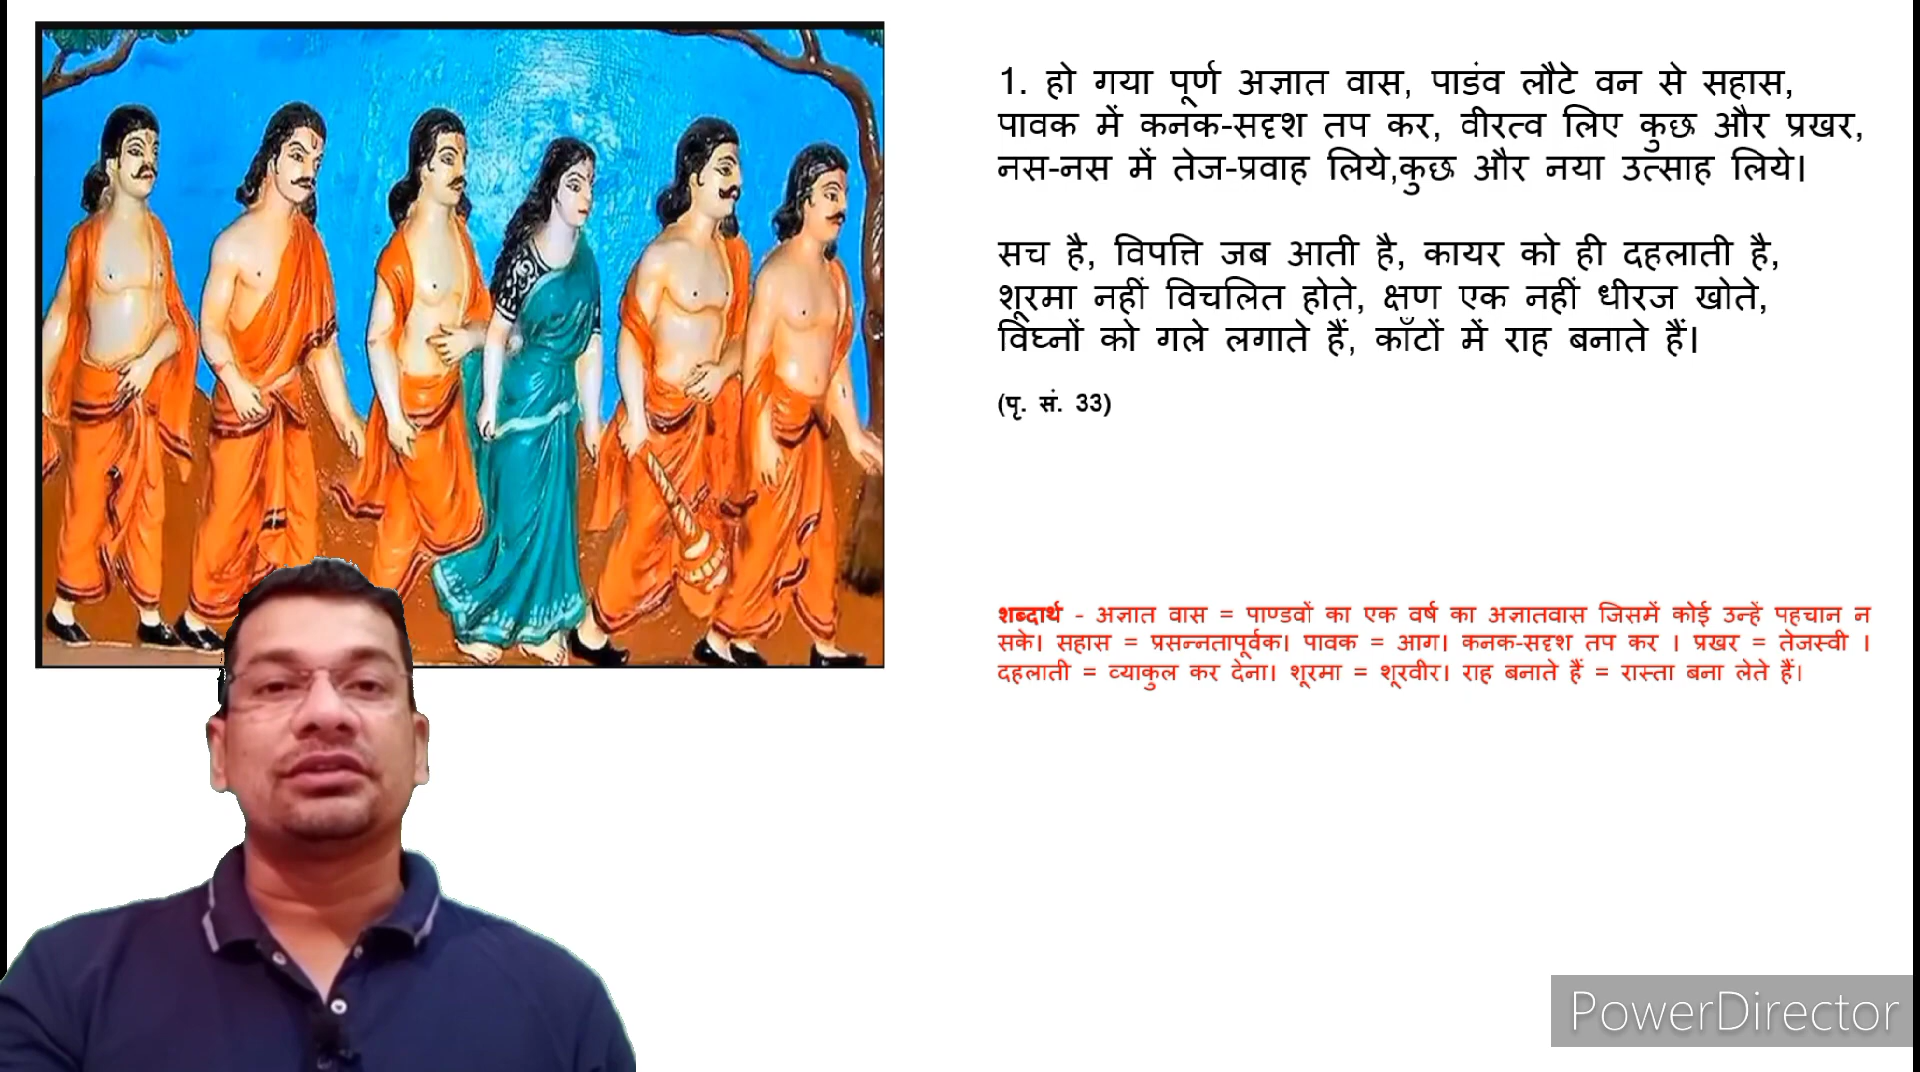 1. हो गया पूर्ण अज्ञात वास, पाडंव लौटे वन से सहास,
पावक में कनक-सदृश तप कर, वीरत्व लिए कुछ और प्रखर,
नस-नस में तेज-प्रवाह लिये,कुछ और नया उत्साह लिये।
सच है, विपत्ति जब आती है, कायर को ही दहलाती है,
शूरमा नहीं विचलित होते, क्षण एक नहीं धीरज खोते,
विघ्नों को गले लगाते हैं, काँटों में राह बनाते हैं।
(पृ. सं. 33)
शब्दार्थ - अज्ञात वास = पाण्डवों का एक वर्ष का अज्ञातवास जिसमें कोई उन्हें पहचान न
सके। सहास = प्रसन्नतापूर्वक। पावक = आग। कनक-सदृश तप कर । प्रखर = तेजस्वी ।
दहलाती = व्याकुल कर देना। शूरमा = शूरवीर। राह बनाते हैं = रास्ता बना लेते हैं।
PowerDirector